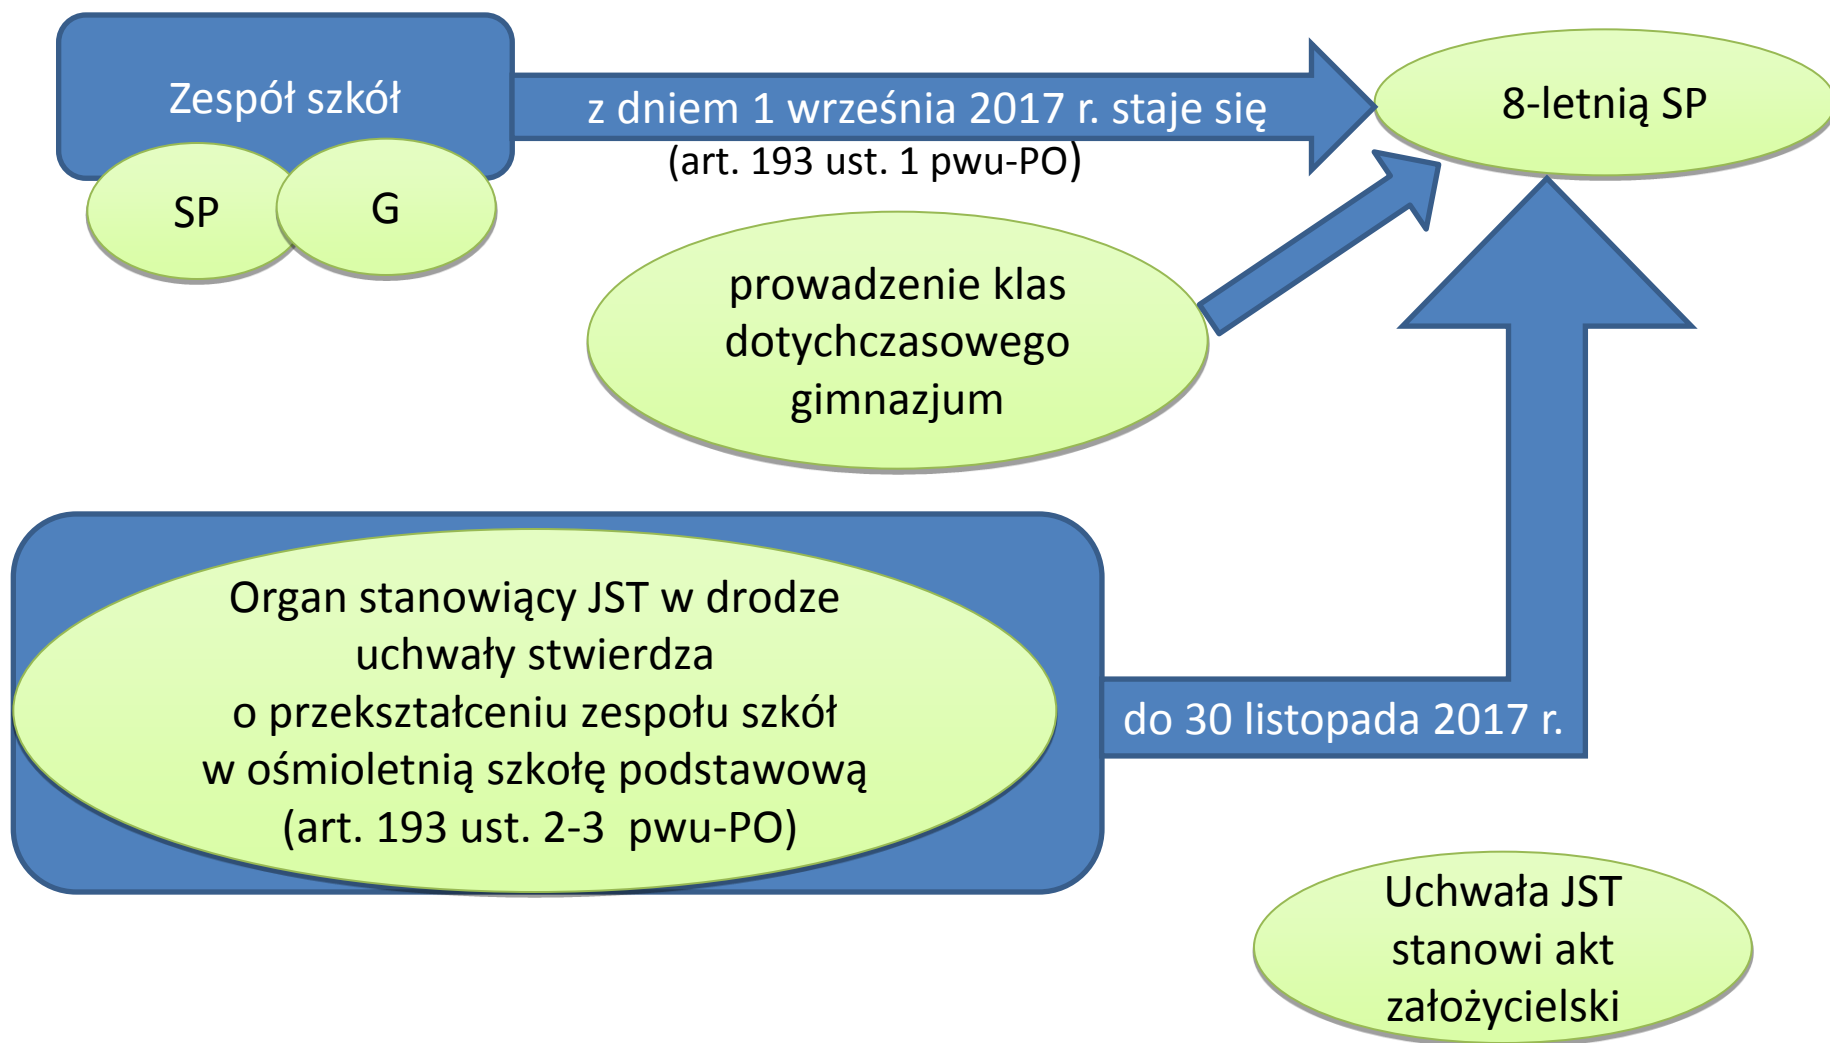 Zespół szkół
SP
G
z dniem 1 września 2017 r. staje się
(art. 193 ust. 1 pwu-PO)
8-letnią SP
prowadzenie klas
dotychczasowego
gimnazjum
Organ stanowiący JST w drodze
uchwały stwierdza
o przekształceniu zespołu szkół
w ośmioletnią szkołę podstawową
(art. 193 ust. 2-3 pwu-PO)
do 30 listopada 2017 r.
Uchwała JST
stanowi akt
założycielski